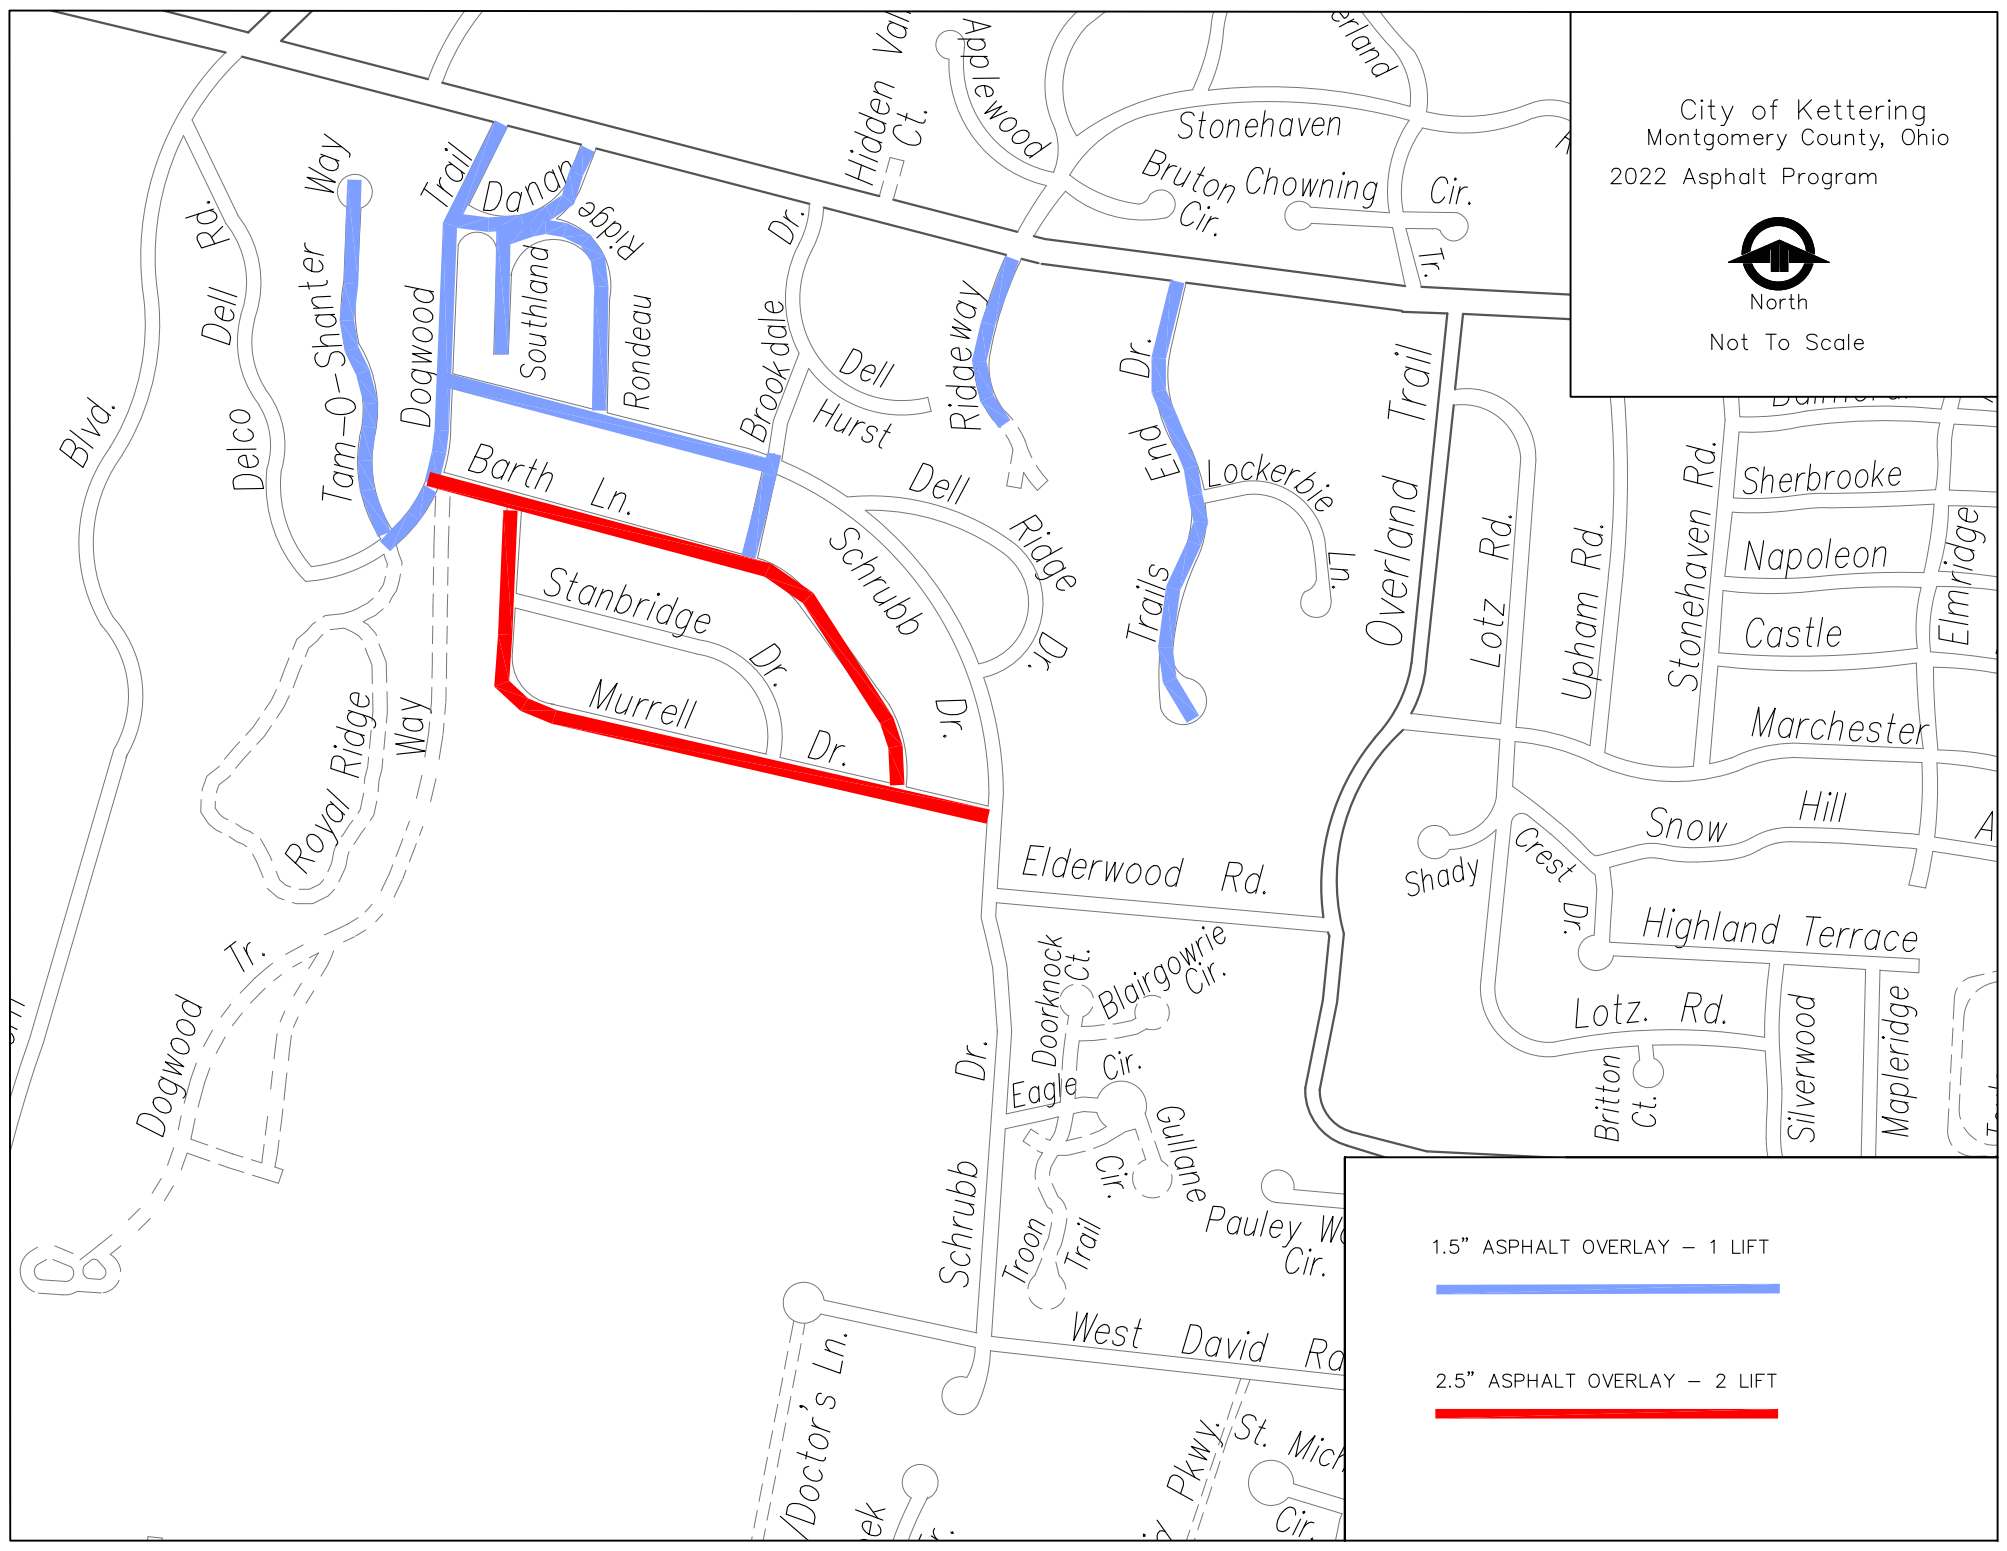 City of Kettering
Montgomery County, Ohio
2022 Asphalt Program
North
Not To Scale
Hidden
Ct.
Applewood
Stonehaven
Bruton
Cir.
Chowning
Cir.
Tr.
Way
Tam-O-Shanter
Trail
Dogwood
Danan
Ridge
Southland
Rondeau
Rd.
Dell
Delco
Blvd.
Dr.
Brookdale
Dell
Hurst
Ridgeway
Dr.
End
Trails
Lockerbie
Ln.
Trail
Overland
Lotz Rd.
Upham Rd.
Stonehaven Rd.
Sherbrooke
Napoleon
Elmridge
Castle
Marchester
Barth Ln.
Dell
Ridge
Dr.
Schrubb
Dr.
Stanbridge
Dr.
Murrell
Dr.
Royal Ridge
Way
Snow Hill
Shady
Crest
Dr.
Elderwood Rd.
Highland Terrace
Tr.
Dogwood
Doorknock
Ct.
Blairgowrie
Cir.
Lotz. Rd.
Silverwood
Mapleridge
Britton
Ct.
Dr.
Schrubb
Eagle
Cir.
Gullane
Cir.
Troon
Trail
Pauley
Cir.
West David
/Doctor's Ln.
Pkwy.
St.
Cir.
1.5” ASPHALT OVERLAY – 1 LIFT
2.5” ASPHALT OVERLAY – 2 LIFT